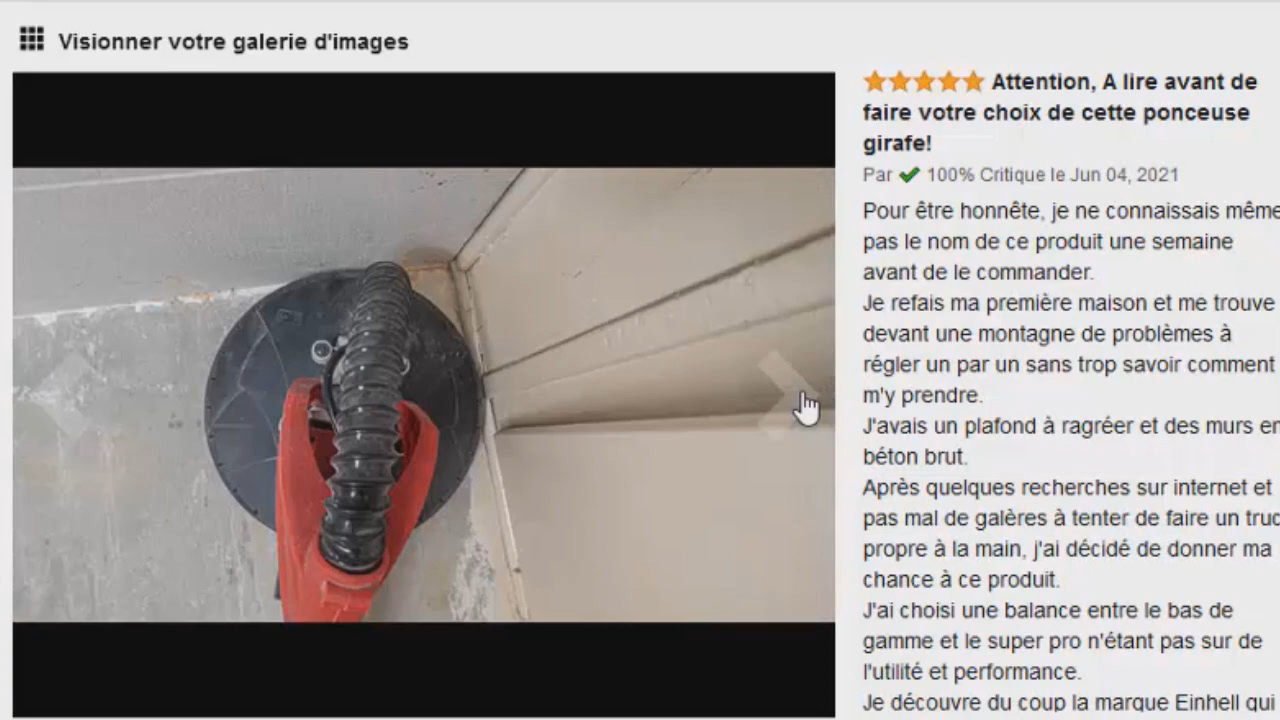 Visionner votre galerie d'images
Attention, A lire avant de
faire votre choix de cette ponceuse
girafe!
Par 100% Critique le Jun 04, 2021
Pour être honnête, je ne connaissais même
pas le nom de ce produit une semaine
avant de le commander.
Je refais ma première maison et me trouve
devant une montagne de problèmes à
régler un par un sans trop savoir comment
m'y prendre.
J'avais un plafond à ragréer et des murs en
béton brut.
Après quelques recherches sur internet et
pas mal de galères à tenter de faire un truc
propre à la main, j'ai décidé de donner ma
chance à ce produit.
J'ai choisi une balance entre le bas de
gamme et le super pro n'étant pas sur de
l'utilité et performance.
Je découvre du coup la marque Einhell qui